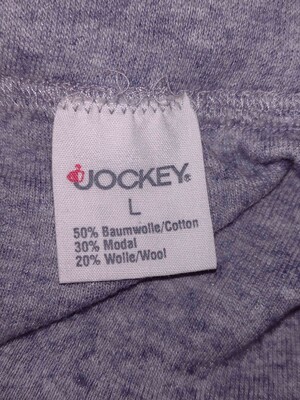 JOCKEY®
L
50% Baumwolle/Cotton
30% Modal
20% Wolle/Wool